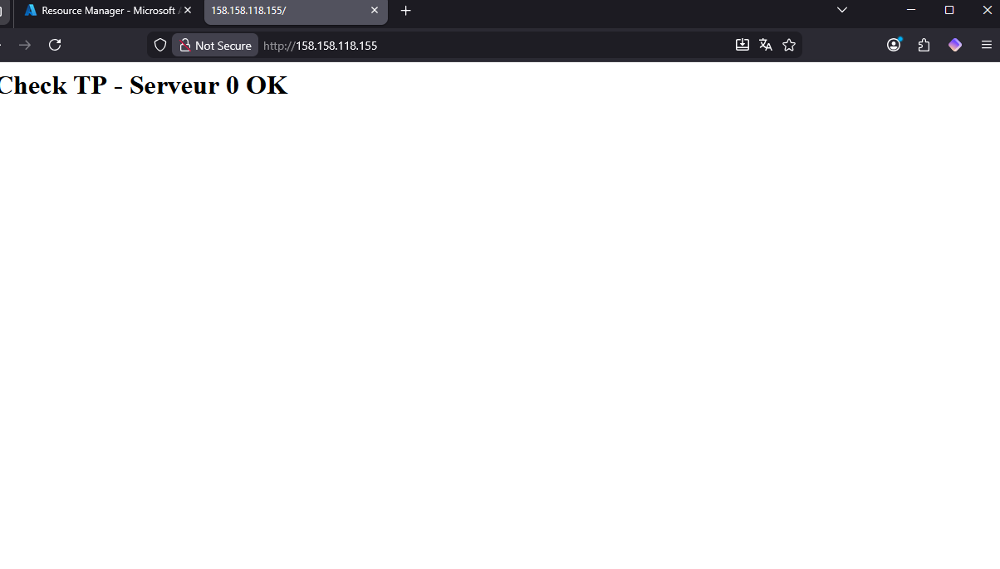 Resource Manager - Microsoft
158.158.118.155/
Not Secure
http://158.158.118.155
Check TP - Serveur 0 OK